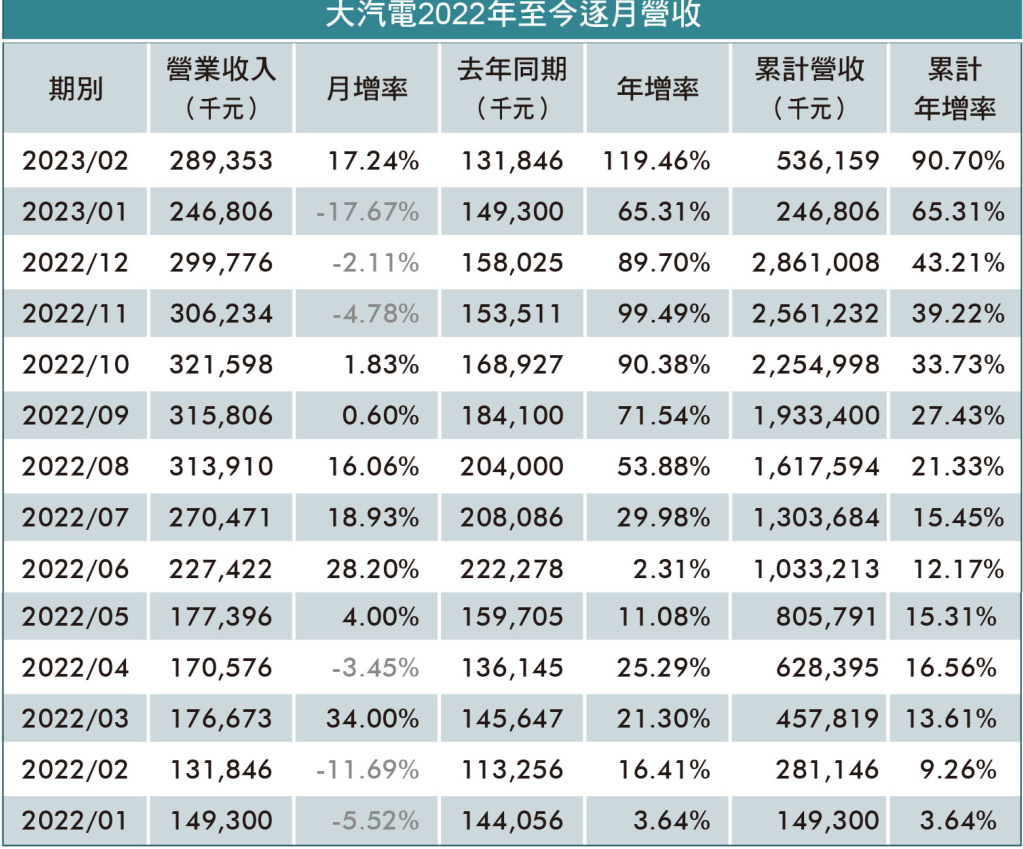 大汽電2022年至今逐月營收
期別 營業收入（千元） 月增率 去年同期（千元） 年增率 累計營收（千元） 累計年增率
2023/02 289,353 17.24% 131,846 119.46% 536,159 90.70%
2023/01 246,806 -17.67% 149,300 65.31% 246,806 65.31%
2022/12 299,776 -2.11% 158,025 89.70% 2,861,008 43.21%
2022/11 306,234 -4.78% 153,511 99.49% 2,561,232 39.22%
2022/10 321,598 1.83% 168,927 90.38% 2,254,998 33.73%
2022/09 315,806 0.60% 184,100 71.54% 1,933,400 27.43%
2022/08 313,910 16.06% 204,000 53.88% 1,617,594 21.33%
2022/07 270,471 18.93% 208,086 29.98% 1,303,684 15.45%
2022/06 227,422 28.20% 222,278 2.31% 1,033,213 12.17%
2022/05 177,396 4.00% 159,705 11.08% 805,791 15.31%
2022/04 170,576 -3.45% 136,145 25.29% 628,395 16.56%
2022/03 176,673 34.00% 145,647 21.30% 457,819 13.61%
2022/02 131,846 -11.69% 113,256 16.41% 281,146 9.26%
2022/01 149,300 -5.52% 144,056 3.64% 149,300 3.64%